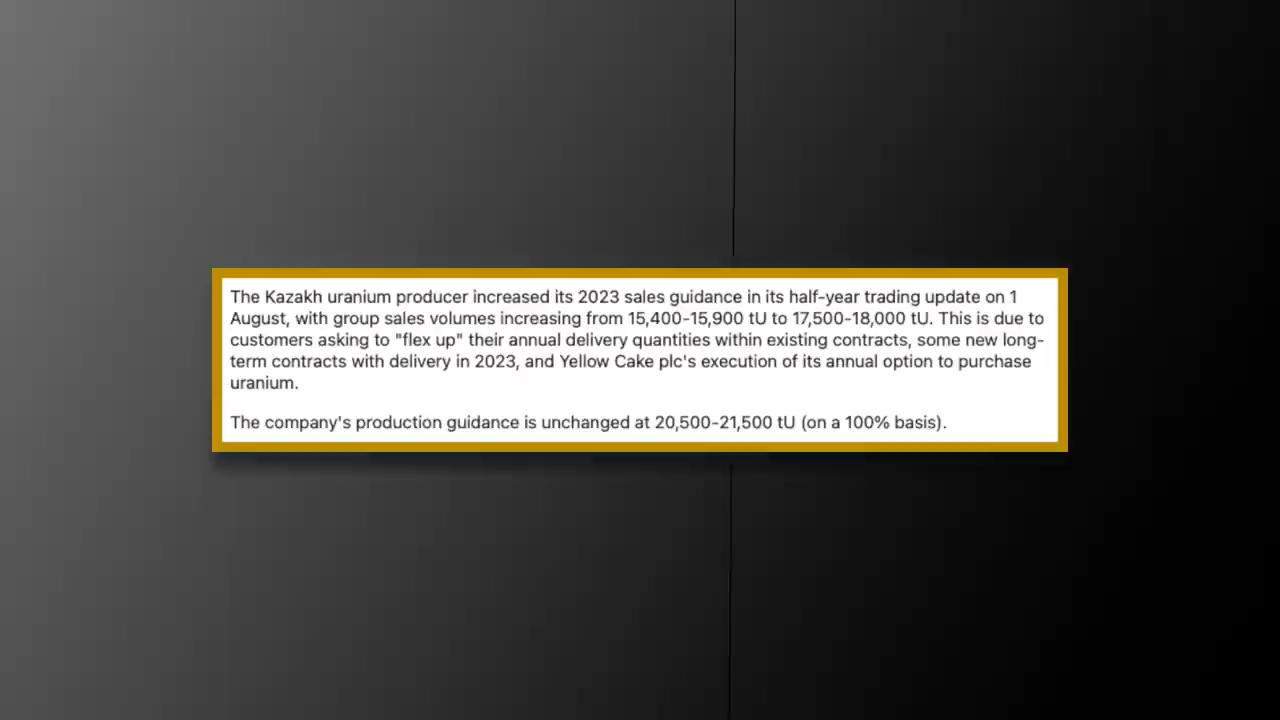 The Kazakh uranium producer increased its 2023 sales guidance in its half-year trading update on 1
August, with group sales volumes increasing from 15,400-15,900 tU to 17,500-18,000 tU. This is due to
customers asking to "flex up" their annual delivery quantities within existing contracts, some new long-
term contracts with delivery in 2023, and Yellow Cake plc's execution of its annual option to purchase
uranium.
The company's production guidance is unchanged at 20,500-21,500 tU (on a 100% basis).